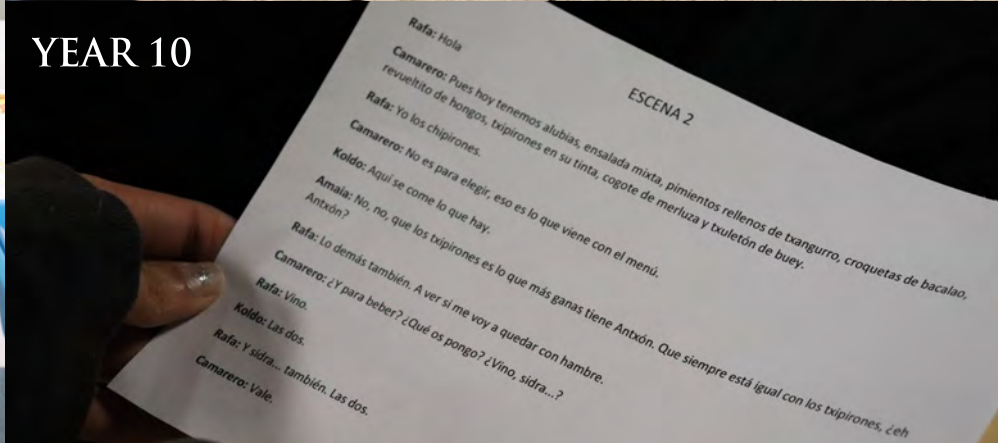 YEAR 10
Rafa: Hola
ESCENA 2
Camarero: Pues hoy tenemos alubias, ensalada mixta, pimientos rellenos de txangurro, croquetas de bacalao,
revueltito de hongos, txipirones en su tinta, cogote de merluza y txuletón de buey.
Rafa: Yo los chipirones.
Camarero: No es para elegir, eso es lo que viene con el menú.
Koldo: Aquí se come lo que hay.
Amaia: No, no, que los txipirones es lo que más ganas tiene Antxón. Que siempre está igual con los txipirones, ¿eh
Antxón?
Rafa: Lo demás también. A ver si me voy a quedar con hambre.
Camarero: ¿Y para beber? ¿Qué os pongo? ¿Vino, sidra...?
Rafa: Vino.
Koldo: Las dos.
Rafa: Y sidra... también. Las dos.
Camarero: Vale.